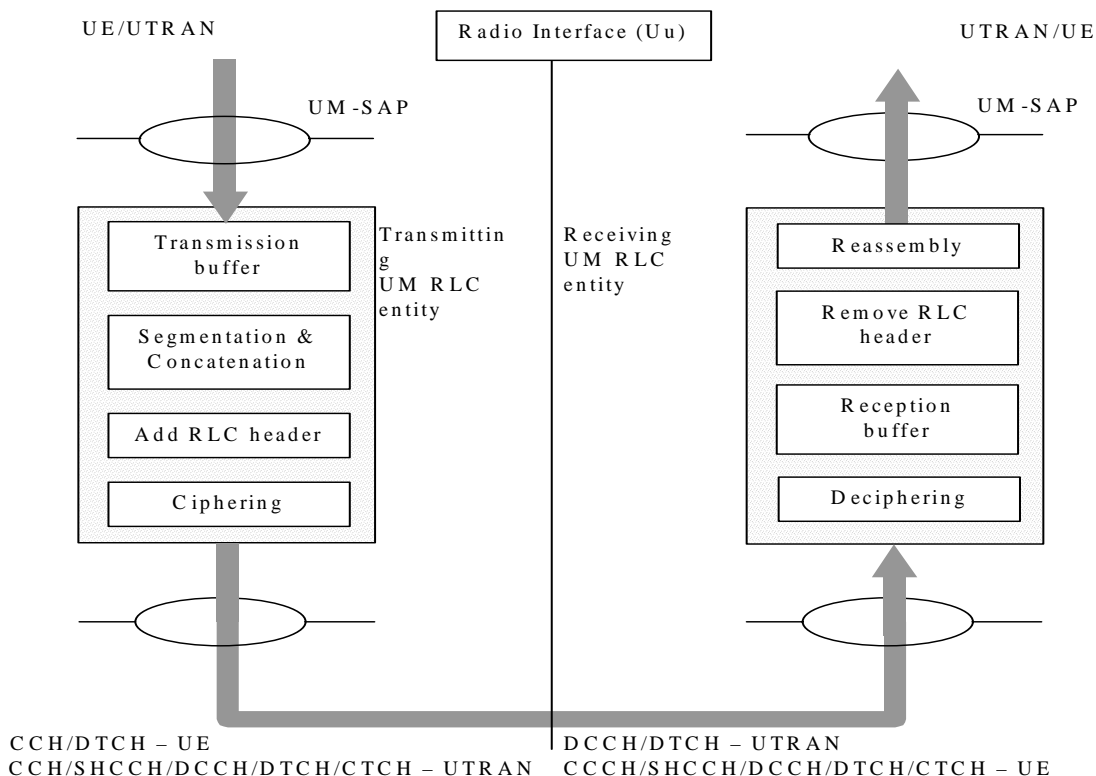 UE/UTRAN
Radio Interface (Uu)
UTRAN/UE
UM-SAP
UM-SAP
Transmission
buffer
Transmittin
g
UM RLC
entity
Segmentation &
Concatenation
Add RLC header
Ciphering
Receiving
UM RLC
entity
Reassembly
Remove RLC
header
Reception
buffer
Deciphering
CCH/DTCH – UE
CCH/SHCCH/DCCH/DTCH/CTCH – UTRAN
DCCH/DTCH – UTRAN
CCCH/SHCCH/DCCH/DTCH/CTCH – UE